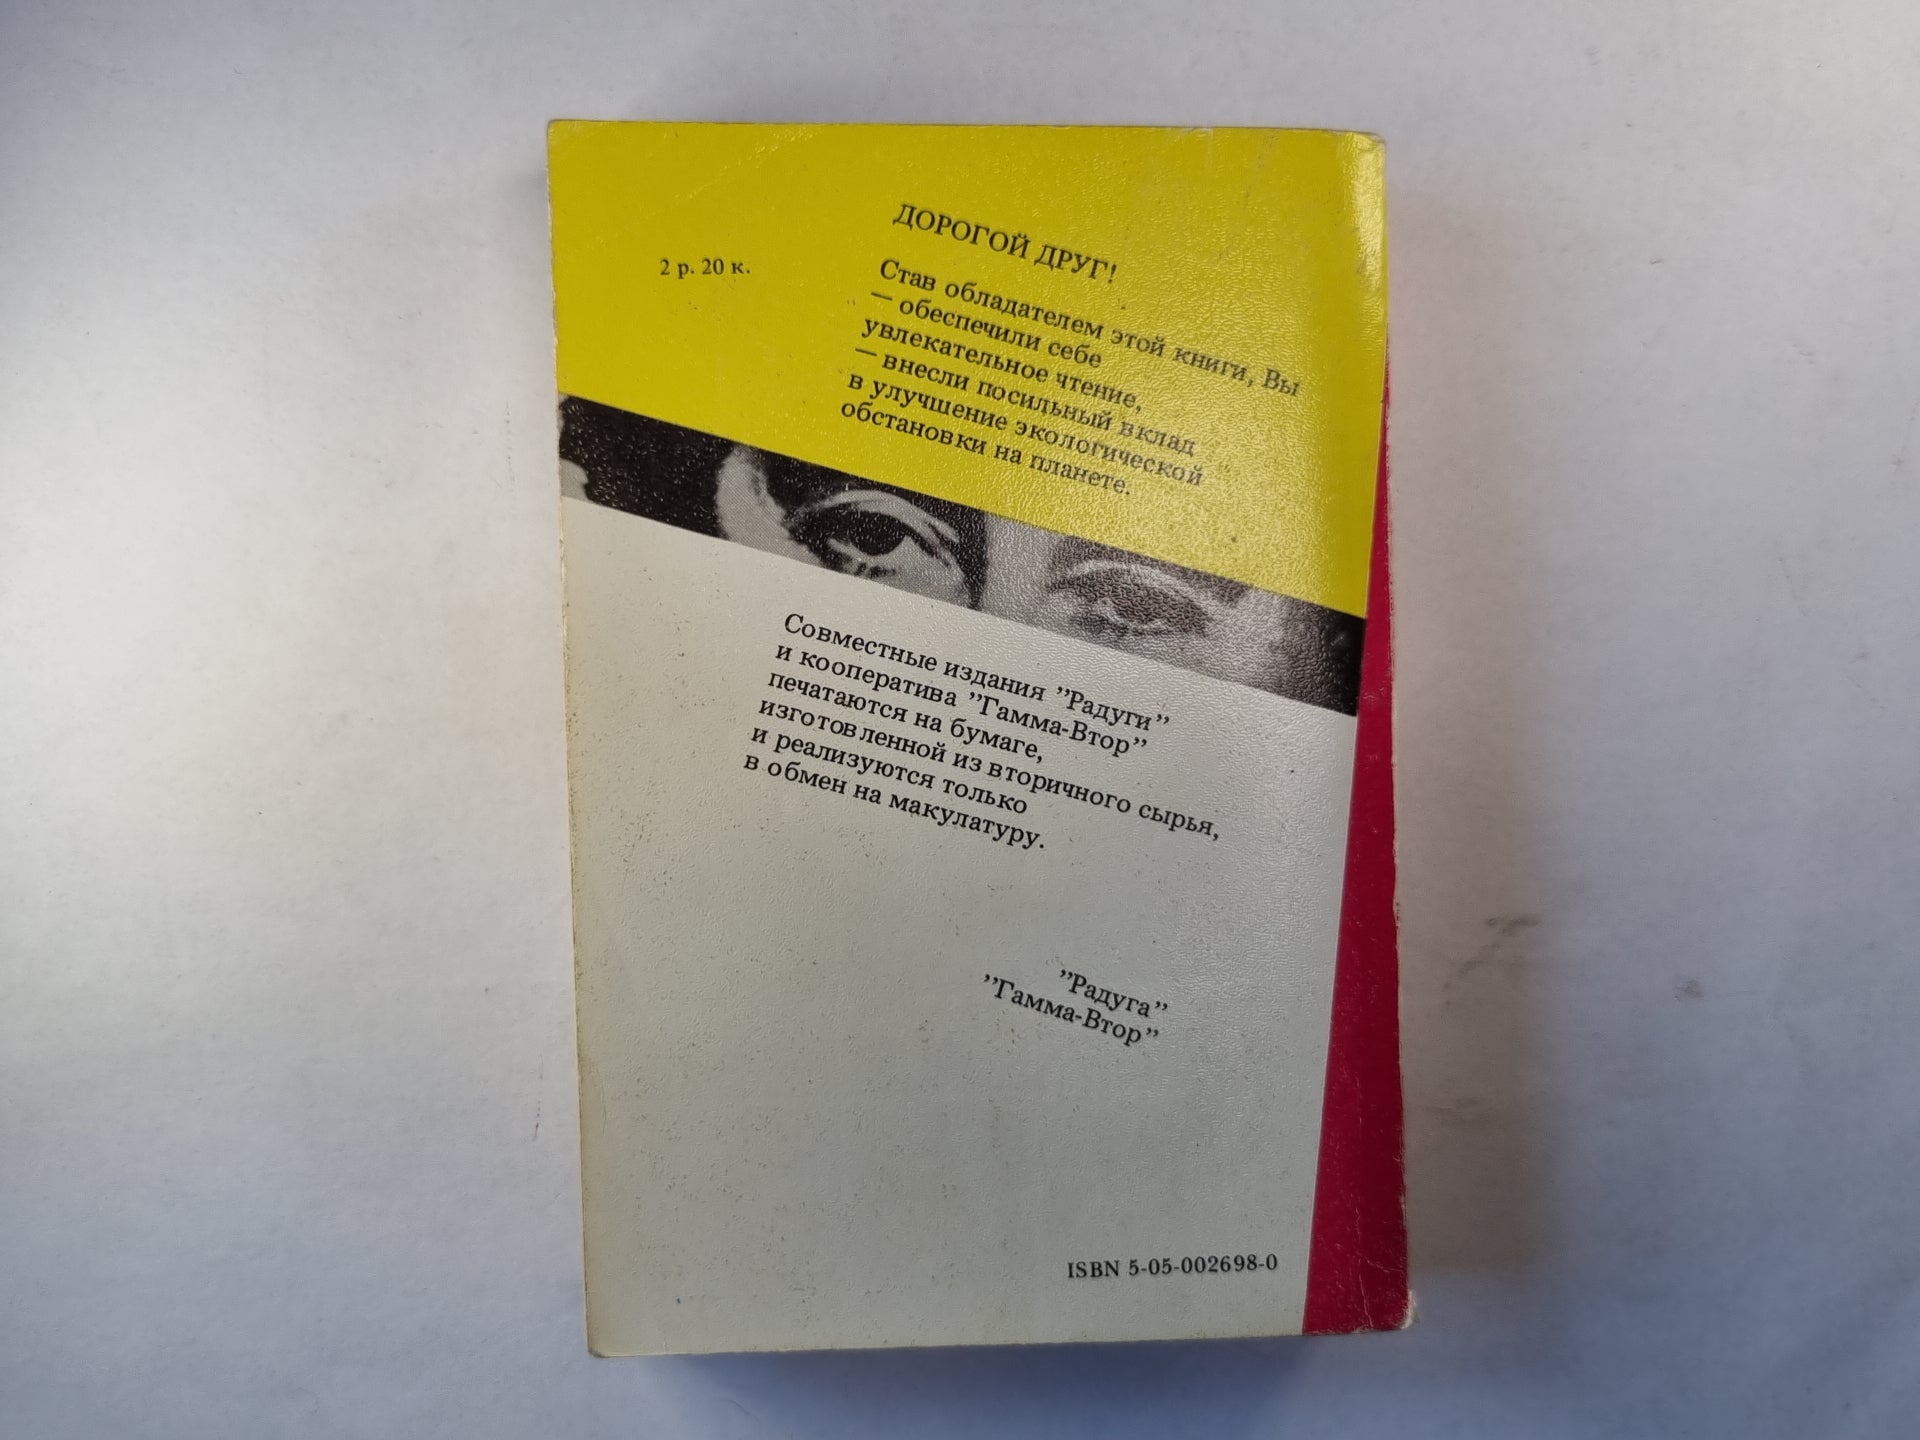 ДОРОГОЙ ДРУГ!
2 р. 20 к.
Став обладателем этой книги, Вы
— обеспечили себе
увлекательное чтение,
— внесли посильный вклад
в улучшение экологической
обстановки на планете.
Совместные издания ”Радуги”
и кооператива ”Гамма-Втор”
печатаются на бумаге,
изготовленной из вторичного сырья,
и реализуются только
в обмен на макулатуру.
”Радуга”
”Гамма-Втор”
ISBN 5-05-002698-0